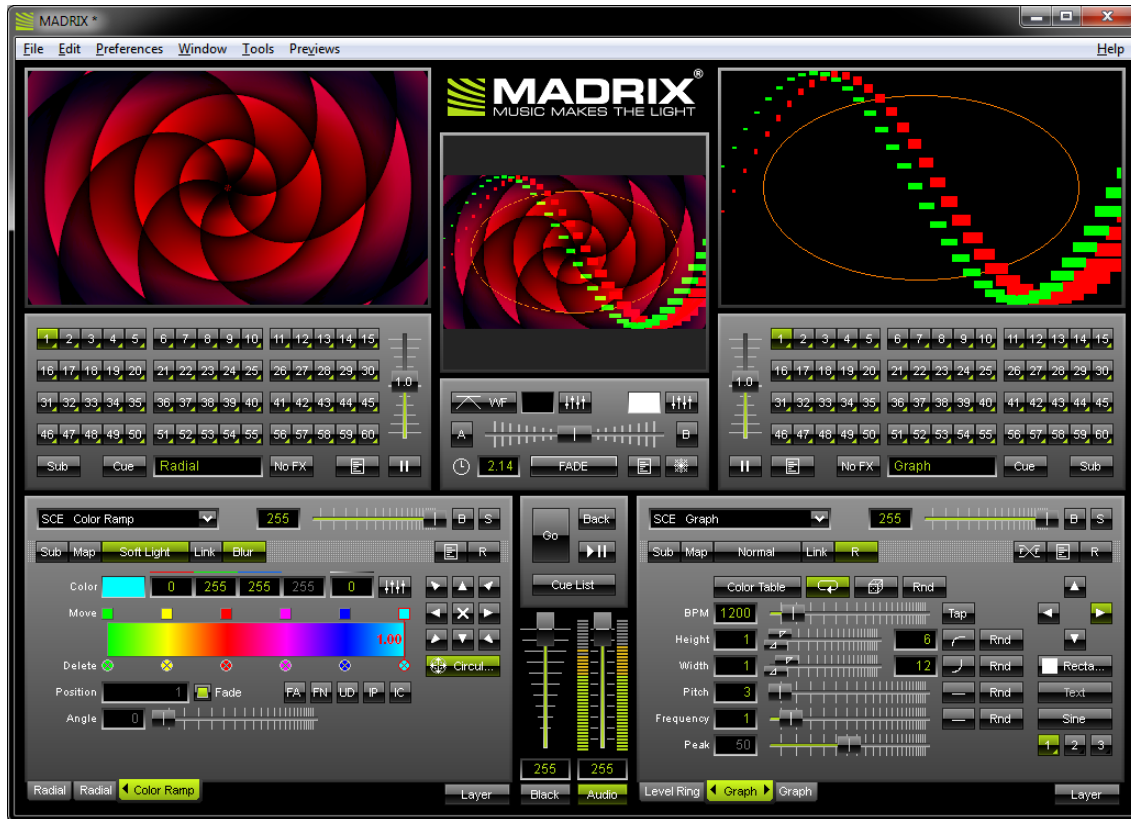 MADRIX *
File Edit Preferences Window Tools Previews Help
MADRIX®
MUSIC MAKES THE LIGHT
1 2 3 4 5 6 7 8 9 10 11 12 13 14 15
16 17 18 19 20 21 22 23 24 25 26 27 28 29 30
1.0
31 32 33 34 35 36 37 38 39 40 41 42 43 44 45
46 47 48 49 50 51 52 53 54 55 56 57 58 59 60
Sub Cue Radial No FX
WF
A B
2.14 FADE
1 2 3 4 5 6 7 8 9 10 11 12 13 14 15
16 17 18 19 20 21 22 23 24 25 26 27 28 29 30
1.0
31 32 33 34 35 36 37 38 39 40 41 42 43 44 45
46 47 48 49 50 51 52 53 54 55 56 57 58 59 60
No FX Graph Cue Sub
SCE Color Ramp 255 B S
Sub Map Soft Light Link Blur R
Color 0 255 255 255 0
Move
1.00
Delete Circul...
Position 1 Fade FA FN UD IP IC
Angle 0
Radial Radial Color Ramp Layer
Go Back
Cue List
255 255
Black Audio
SCE Graph 255 B S
Sub Map Normal Link R R
Color Table Rnd
BPM 1200 Tap
Height 1 6 Rnd
Width 1 12 Rnd Recta...
Pitch 3 Rnd Text
Frequency 1 Rnd Sine
Peak 50 1 2 3
Level Ring Graph Graph Layer